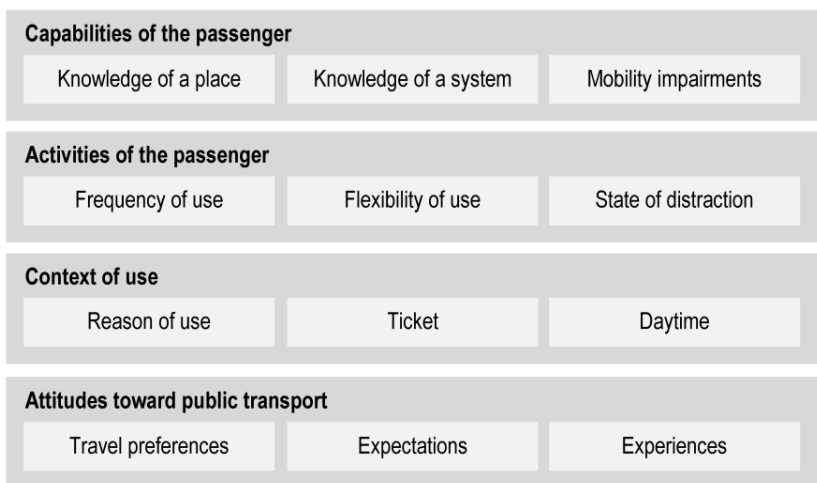 Capabilities of the passenger
Knowledge of a place
Knowledge of a system
Mobility impairments
Activities of the passenger
Frequency of use
Flexibility of use
State of distraction
Context of use
Reason of use
Ticket
Daytime
Attitudes toward public transport
Travel preferences
Expectations
Experiences